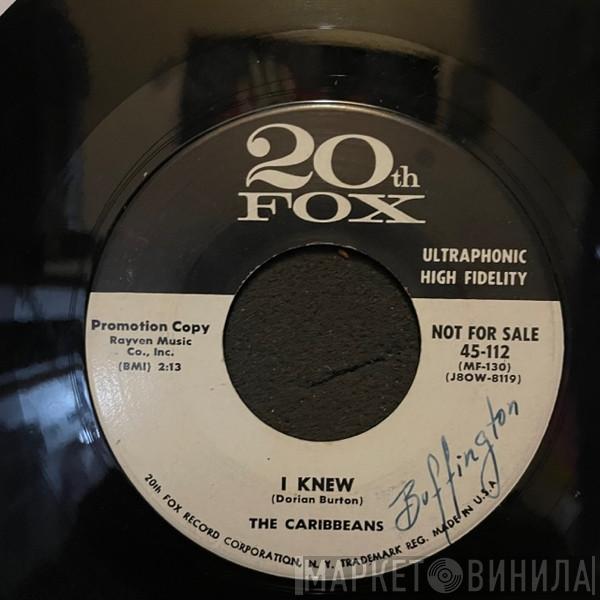 20th
FOX
ULTRAPHONIC
HIGH FIDELITY
Promotion Copy
Rayven Music
Co., Inc.
(BMI) 2:13
NOT FOR SALE
45-112
(MF-130)
(J8OW-8119)
I KNEW
(Dorian Burton)
THE CARIBBEANS
Buffington
20th FOX RECORD CORPORATION, N. Y. TRADEMARK REG. MADE IN U.S.A
МАРКЕТ ВИНИЛА